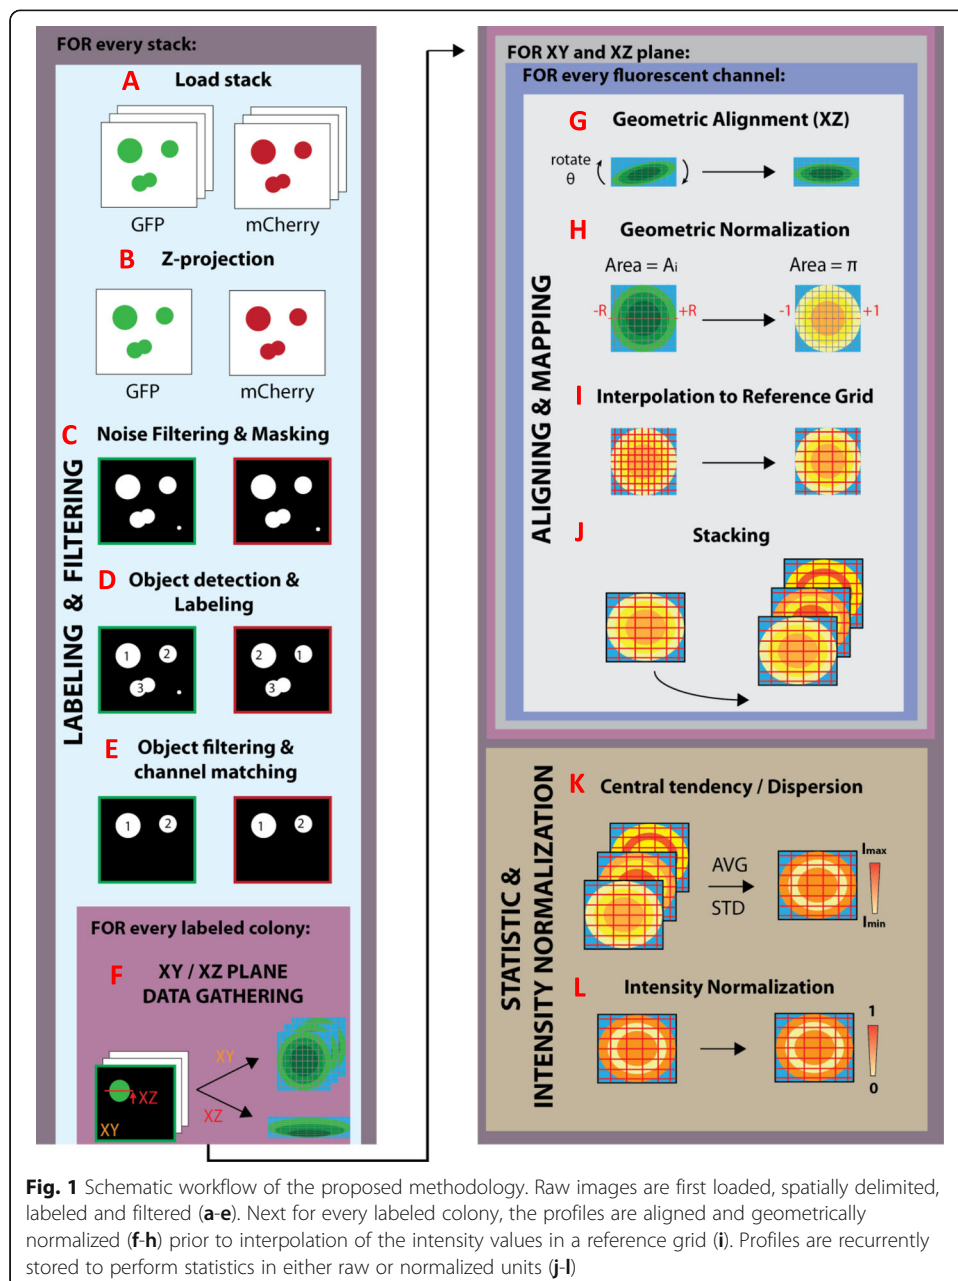 FOR every stack:
A Load stack
GFP
mCherry
B Z-projection
GFP
mCherry
LABELING & FILTERING
C Noise Filtering & Masking
D Object detection &
Labeling
1 2
3
2 1
3
E Object filtering &
channel matching
1 2
1 2
FOR every labeled colony:
F XY / XZ PLANE
DATA GATHERING
XY
XZ
XZ
XY
FOR XY and XZ plane:
FOR every fluorescent channel:
ALIGNING & MAPPING
G Geometric Alignment (XZ)
rotate
θ
H Geometric Normalization
Area = Ai
Area = π
-R +R
-1 +1
I Interpolation to Reference Grid
J Stacking
STATISTIC &
INTENSITY NORMALIZATION
K Central tendency / Dispersion
AVG
STD
Imax
Imin
L Intensity Normalization
1
0
Fig. 1 Schematic workflow of the proposed methodology. Raw images are first loaded, spatially delimited,
labeled and filtered (a-e). Next for every labeled colony, the profiles are aligned and geometrically
normalized (f-h) prior to interpolation of the intensity values in a reference grid (i). Profiles are recurrently
stored to perform statistics in either raw or normalized units (j-l)